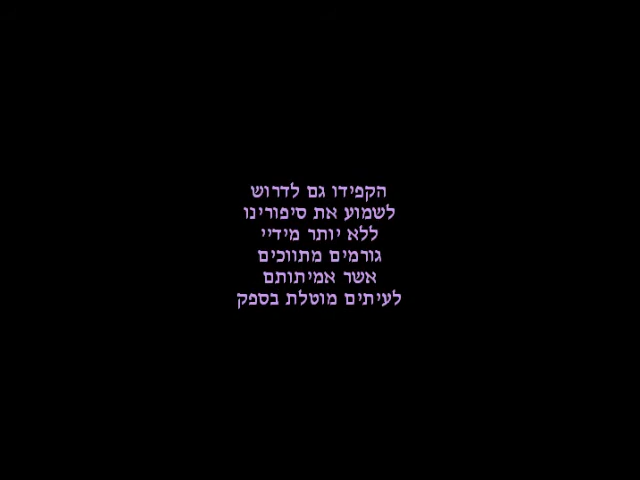 הקפידו גם לדרוש
לשמוע את סיפורינו
ללא יותר מידיי
גורמים מתווכים
אשר אמיתותם
לעיתים מוטלת בספק